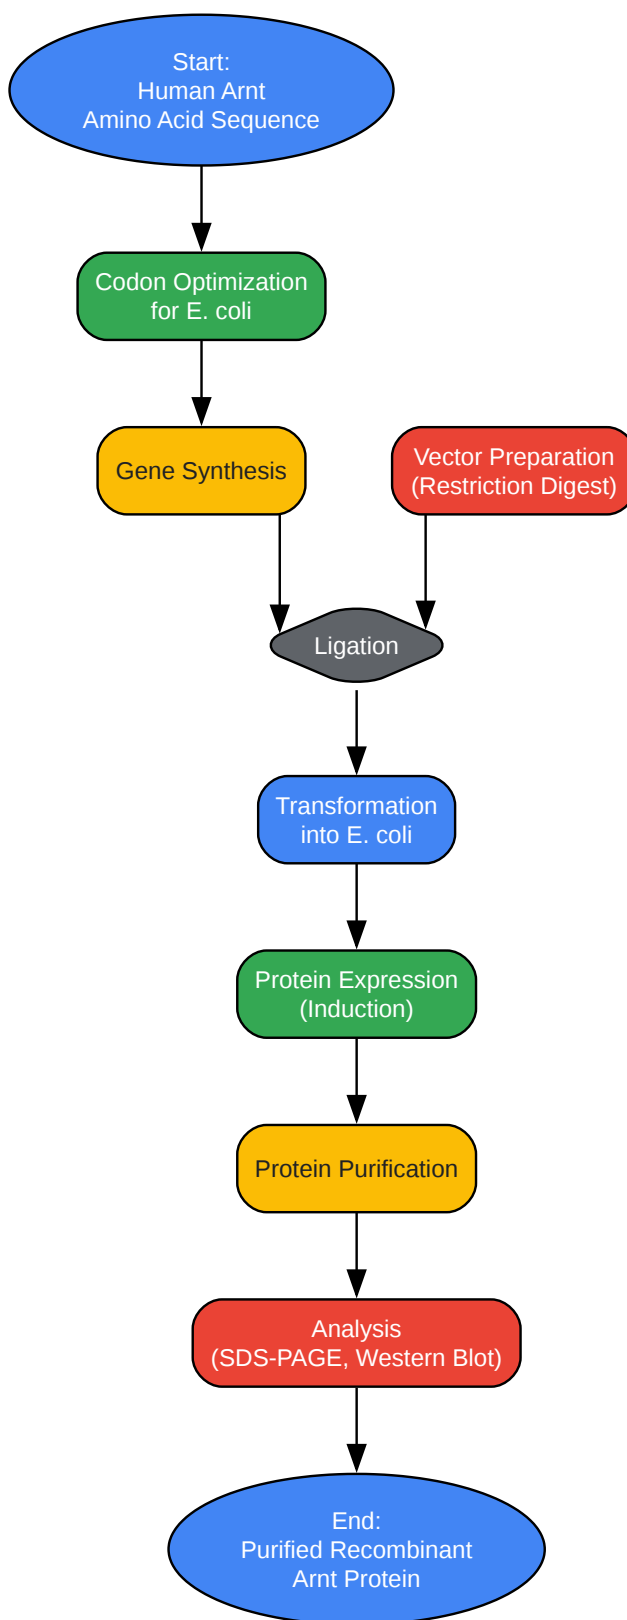 Start:
Human Arnt
Amino Acid Sequence
Codon Optimization
for E. coli
Gene Synthesis
Vector Preparation
(Restriction Digest)
Ligation
Transformation
into E. coli
Protein Expression
(Induction)
Protein Purification
Analysis
(SDS-PAGE, Western Blot)
End:
Purified Recombinant
Arnt Protein